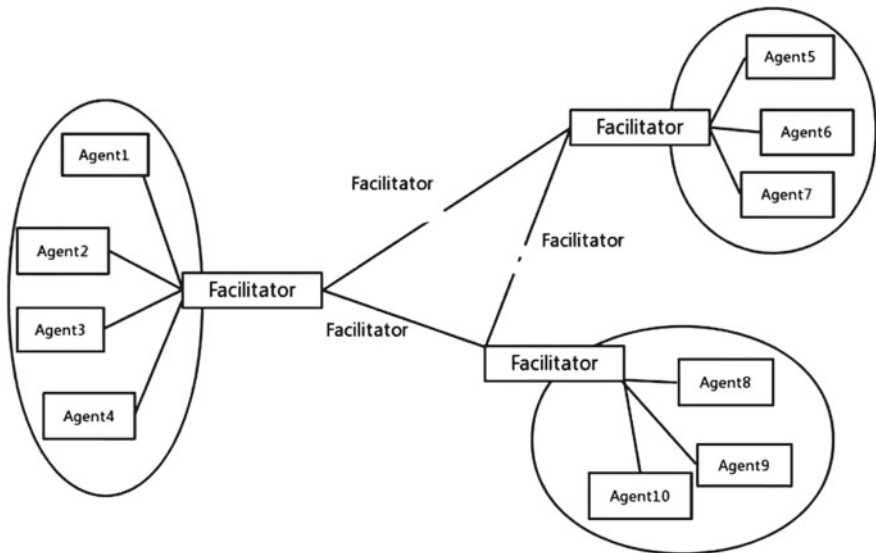 Agent1
Agent2
Agent3
Agent4
Facilitator
Facilitator
Facilitator
Facilitator
Facilitator
Agent5
Agent6
Agent7
Facilitator
Agent8
Agent9
Agent10